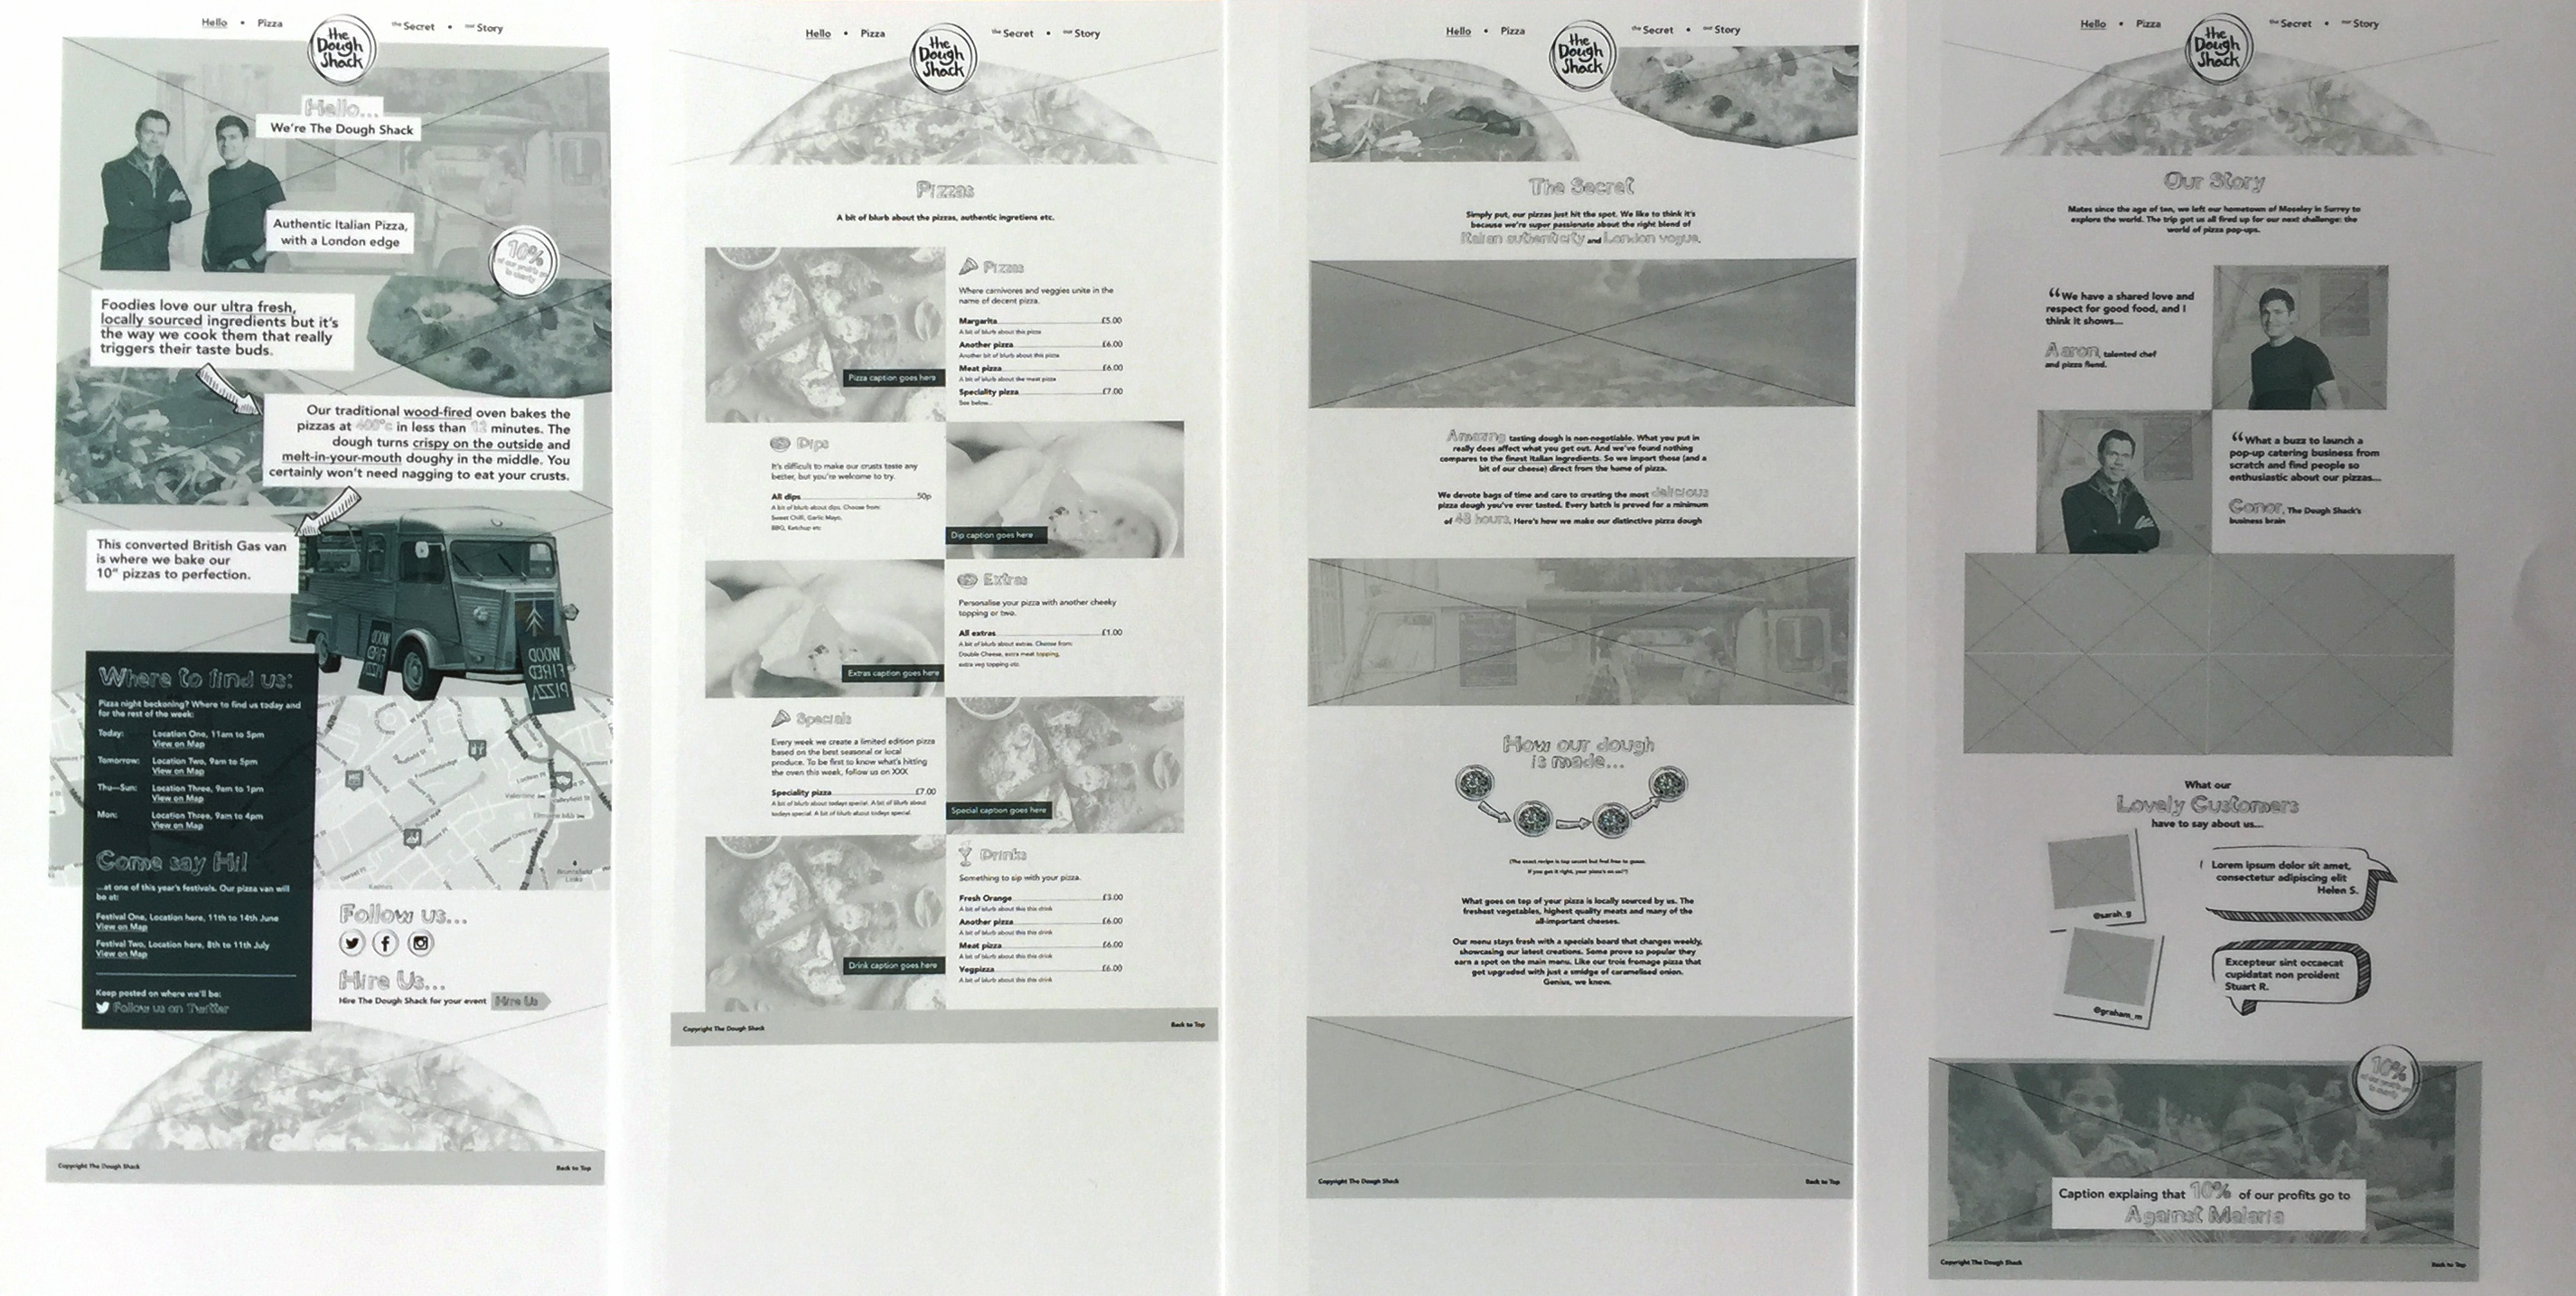 Hello • Pizza
the Dough Shack
the Secret • our Story
Hello...
We're The Dough Shack
Authentic Italian Pizza,
with a London edge
10%
of our profits go
to charity
Foodies love our ultra fresh,
locally sourced ingredients but it's
the way we cook them that really
triggers their taste buds.
Our traditional wood-fired oven bakes the
pizzas at 400°c in less than 12 minutes. The
dough turns crispy on the outside and
melt-in-your-mouth doughy in the middle. You
certainly won't need nagging to eat your crusts.
This converted British Gas van
is where we bake our
10" pizzas to perfection.
WOOD
FIRED
PIZZA
WOOD
FIRED
PIZZA
Where to find us:
Pizza night beckoning? Where to find us today and
for the rest of the week:
Today: Location One, 11am to 5pm
View on Map
Tomorrow: Location Two, 9am to 5pm
View on Map
Thu—Sun: Location Three, 9am to 1pm
View on Map
Mon: Location Three, 9am to 4pm
View on Map
Come say Hi!
...at one of this year's festivals. Our pizza van will
be at:
Festival One, Location here, 11th to 14th June
View on Map
Festival Two, Location here, 8th to 11th July
View on Map
Keep posted on where we'll be:
Follow us on Twitter
Follow us...
Hire Us...
Hire The Dough Shack for your event Hire Us
Copyright The Dough Shack
Back to Top
Hello • Pizza
the Dough Shack
the Secret • our Story
Pizzas
A bit of blurb about the pizzas, authentic ingretiens etc.
Pizza caption goes here
Pizzas
Where carnivores and veggies unite in the
name of decent pizza.
Margarita £5.00
A bit of blurb about this pizza
Another pizza £6.00
Another bit of blurb about this pizza
Meat pizza £6.00
A bit of blurb about the meat pizza
Speciality pizza £7.00
See below...
Dips
It's difficult to make our crusts taste any
better, but you're welcome to try.
All dips 50p
A bit of blurb about dips. Choose from:
Sweet Chilli, Garlic Mayo,
BBQ, Ketchup etc
Dip caption goes here
Extras caption goes here
Extras
Personalise your pizza with another cheeky
topping or two.
All extras £1.00
A bit of blurb about extras. Choose from:
Double Cheese, extra meat topping,
extra veg topping etc.
Specials
Every week we create a limited edition pizza
based on the best seasonal or local
produce. To be first to know what's hitting
the oven this week, follow us on XXX
Speciality pizza £7.00
A bit of blurb about todays special. A bit of blurb about
todays special. A bit of blurb about todays special.
Special caption goes here
Drink caption goes here
Drinks
Something to sip with your pizza.
Fresh Orange £3.00
A bit of blurb about this this drink
Another pizza £6.00
A bit of blurb about this this drink
Meat pizza £6.00
A bit of blurb about this this drink
Vegpizza £6.00
A bit of blurb about this this drink
Copyright The Dough Shack
Back to Top
Hello • Pizza
the Dough Shack
the Secret • our Story
The Secret
Simply put, our pizzas just hit the spot. We like to think it's
because we're super passionate about the right blend of
Italian authenticity and London vogue.
Amazing tasting dough is non-negotiable. What you put in
really does affect what you get out. And we've found nothing
compares to the finest Italian ingredients. So we import those (and a
bit of our cheese) direct from the home of pizza.
We devote bags of time and care to creating the most delicious
pizza dough you've ever tasted. Every batch is proved for a minimum
of 48 hours. Here's how we make our distinctive pizza dough
How our dough
is made...
(The exact recipe is top secret but feel free to guess.
If you get it right, your pizza's on us!*)
What goes on top of your pizza is locally sourced by us. The
freshest vegetables, highest quality meats and many of the
all-important cheeses.
Our menu stays fresh with a specials board that changes weekly,
showcasing our latest creations. Some prove so popular they
earn a spot on the main menu. Like our trois fromage pizza that
got upgraded with just a smidge of caramelised onion.
Genius, we know.
Copyright The Dough Shack
Back to Top
Hello • Pizza
the Dough Shack
the Secret • our Story
Our Story
Mates since the age of ten, we left our hometown of Moseley in Surrey to
explore the world. The trip got us all fired up for our next challenge: the
world of pizza pop-ups.
“We have a shared love and
respect for good food, and I
think it shows...
Aaron, talented chef
and pizza fiend.
“What a buzz to launch a
pop-up catering business from
scratch and find people so
enthusiastic about our pizzas...
Conor, The Dough Shack's
business brain
What our
Lovely Customers
have to say about us...
@sarah_g
Lorem ipsum dolor sit amet,
consectetur adipiscing elit
Helen S.
@graham_m
Excepteur sint occaecat
cupidatat non proident
Stuart R.
10%
of our profits go
to charity
Caption explaing that 10% of our profits go to
Against Malaria
Copyright The Dough Shack
Back to Top